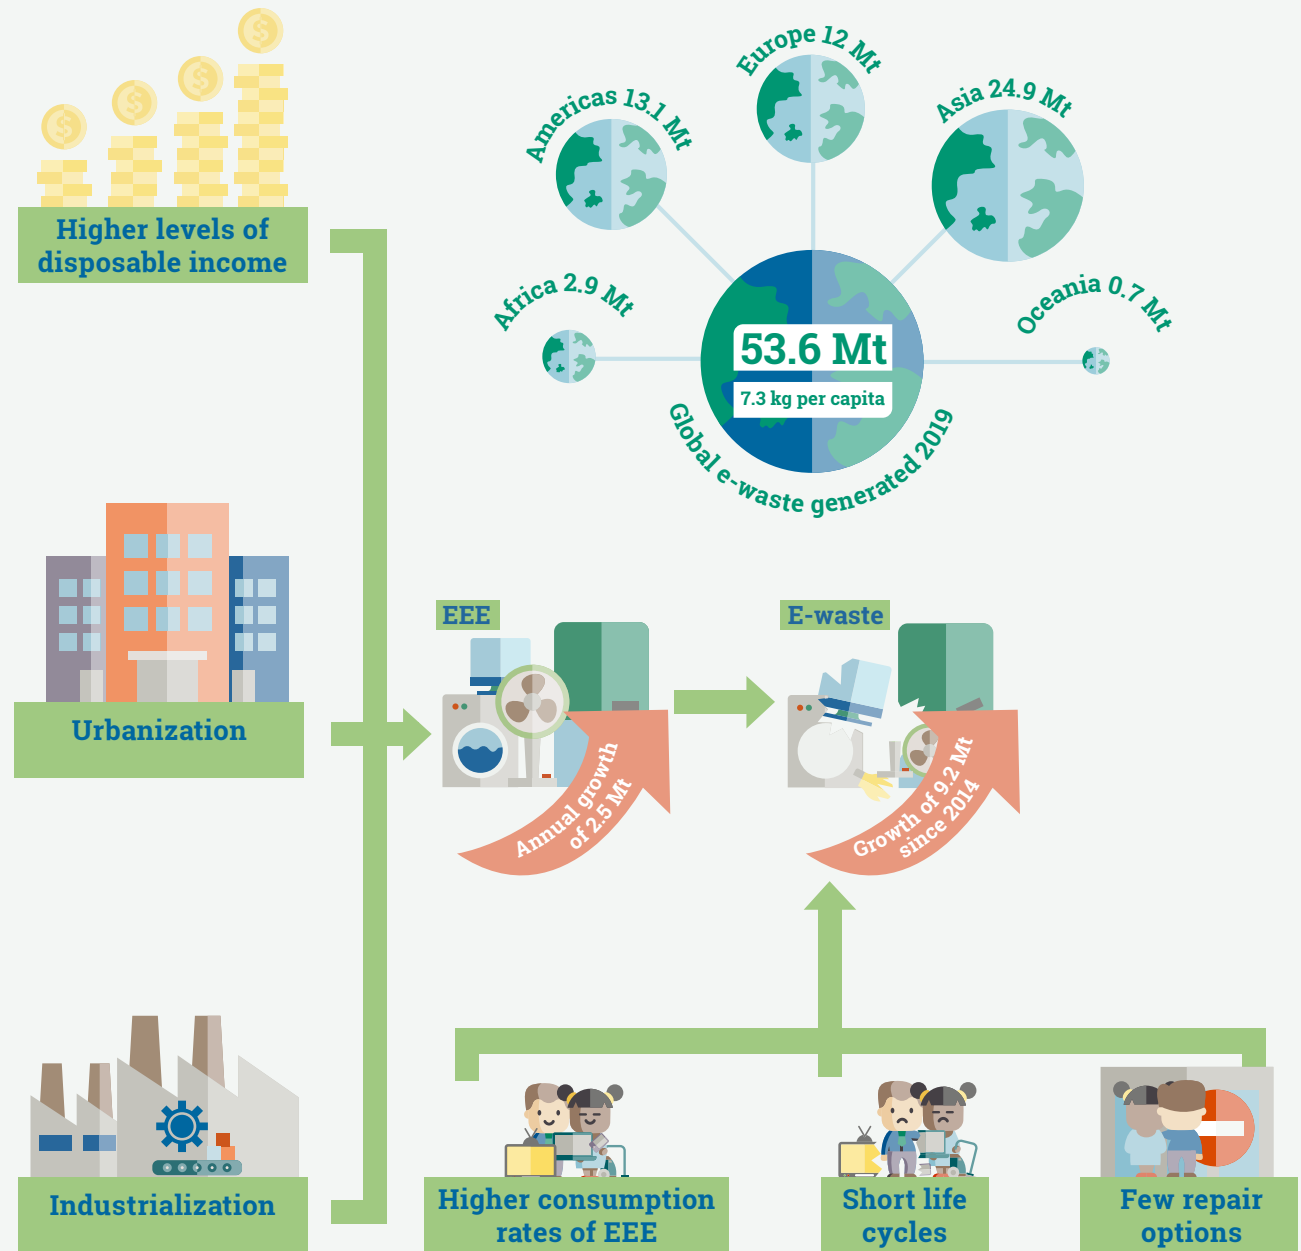 Higher levels of
disposable income
Americas 13.1 Mt
Europe 12 Mt
Asia 24.9 Mt
Africa 2.9 Mt
Oceania 0.7 Mt
53.6 Mt
7.3 kg per capita
Global e-waste generated 2019
Urbanization
EEE
Annual growth
of 2.5 Mt
E-waste
Growth of 9.2 Mt
since 2014
Industrialization
Higher consumption
rates of EEE
Short life
cycles
Few repair
options